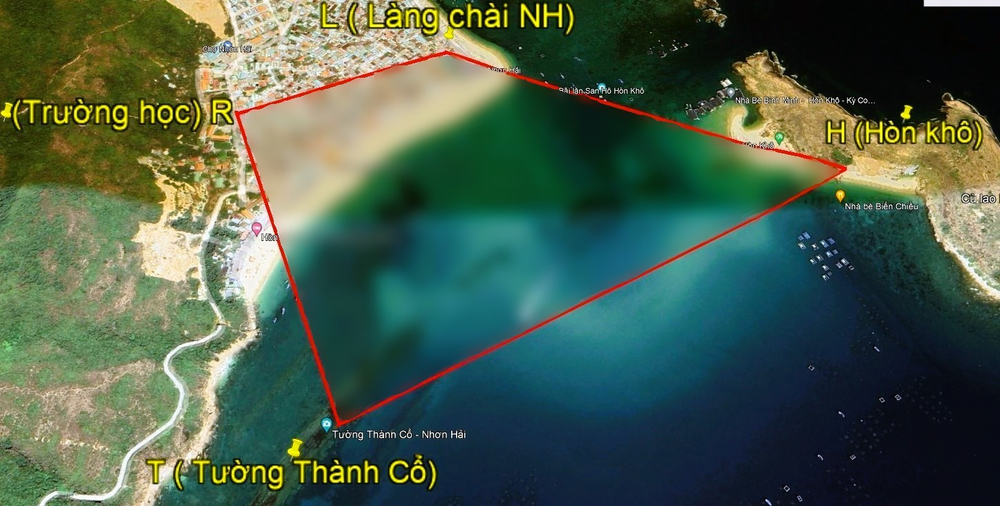 L ( Làng chài NH)
Chợ Nhơn Hải
Nhơn Hải
Bãi lặn San Hô Hòn Khô
Nhà Bè Bình Minh - Hòn Khô - Kỳ Co...
(Trường học) R
H (Hòn khô)
Hòn Khô
Cù lao
Nhà bè Biển Chiều
Hòn
Tường Thành Cổ - Nhơn Hải
T ( Tường Thành Cổ)